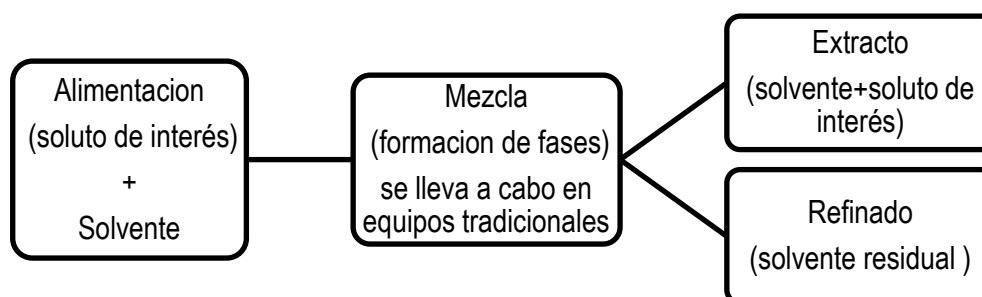 Alimentacion
(soluto de interés)
+
Solvente
Mezcla
(formacion de fases)
se lleva a cabo en
equipos tradicionales
Extracto
(solvente+soluto de
interés)
Refinado
(solvente residual )